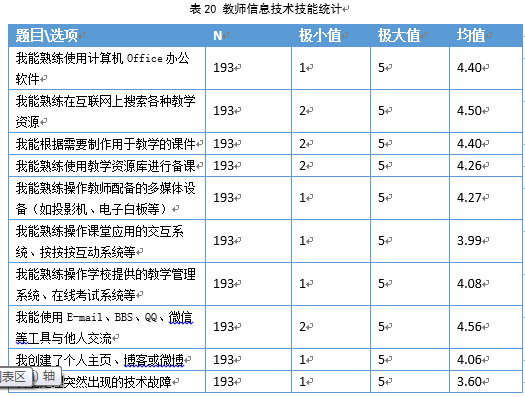 表 20 教师信息技术技能统计
题目\选项 N 极小值 极大值 均值
我能熟练使用计算机 Office 办公
软件
193 1 5 4.40
我能熟练在互联网上搜索各种教学
资源
193 2 5 4.50
我能根据需要制作用于教学的课件 193 2 5 4.40
我能熟练使用教学资源库进行备课 193 2 5 4.26
我能熟练操作教师配备的多媒体设
备（如投影机、电子白板等）
193 1 5 4.27
我能熟练操作课堂应用的交互系
统、按按按互动系统等
193 1 5 3.99
我能熟练操作学校提供的教学管理
系统、在线考试系统等
193 1 5 4.08
我能使用 E-mail、BBS、QQ、微信
等工具与他人交流
193 2 5 4.56
我创建了个人主页、博客或微博 193 1 5 4.06
表区 ) 轴
突然出现的技术故障 193 1 5 3.60